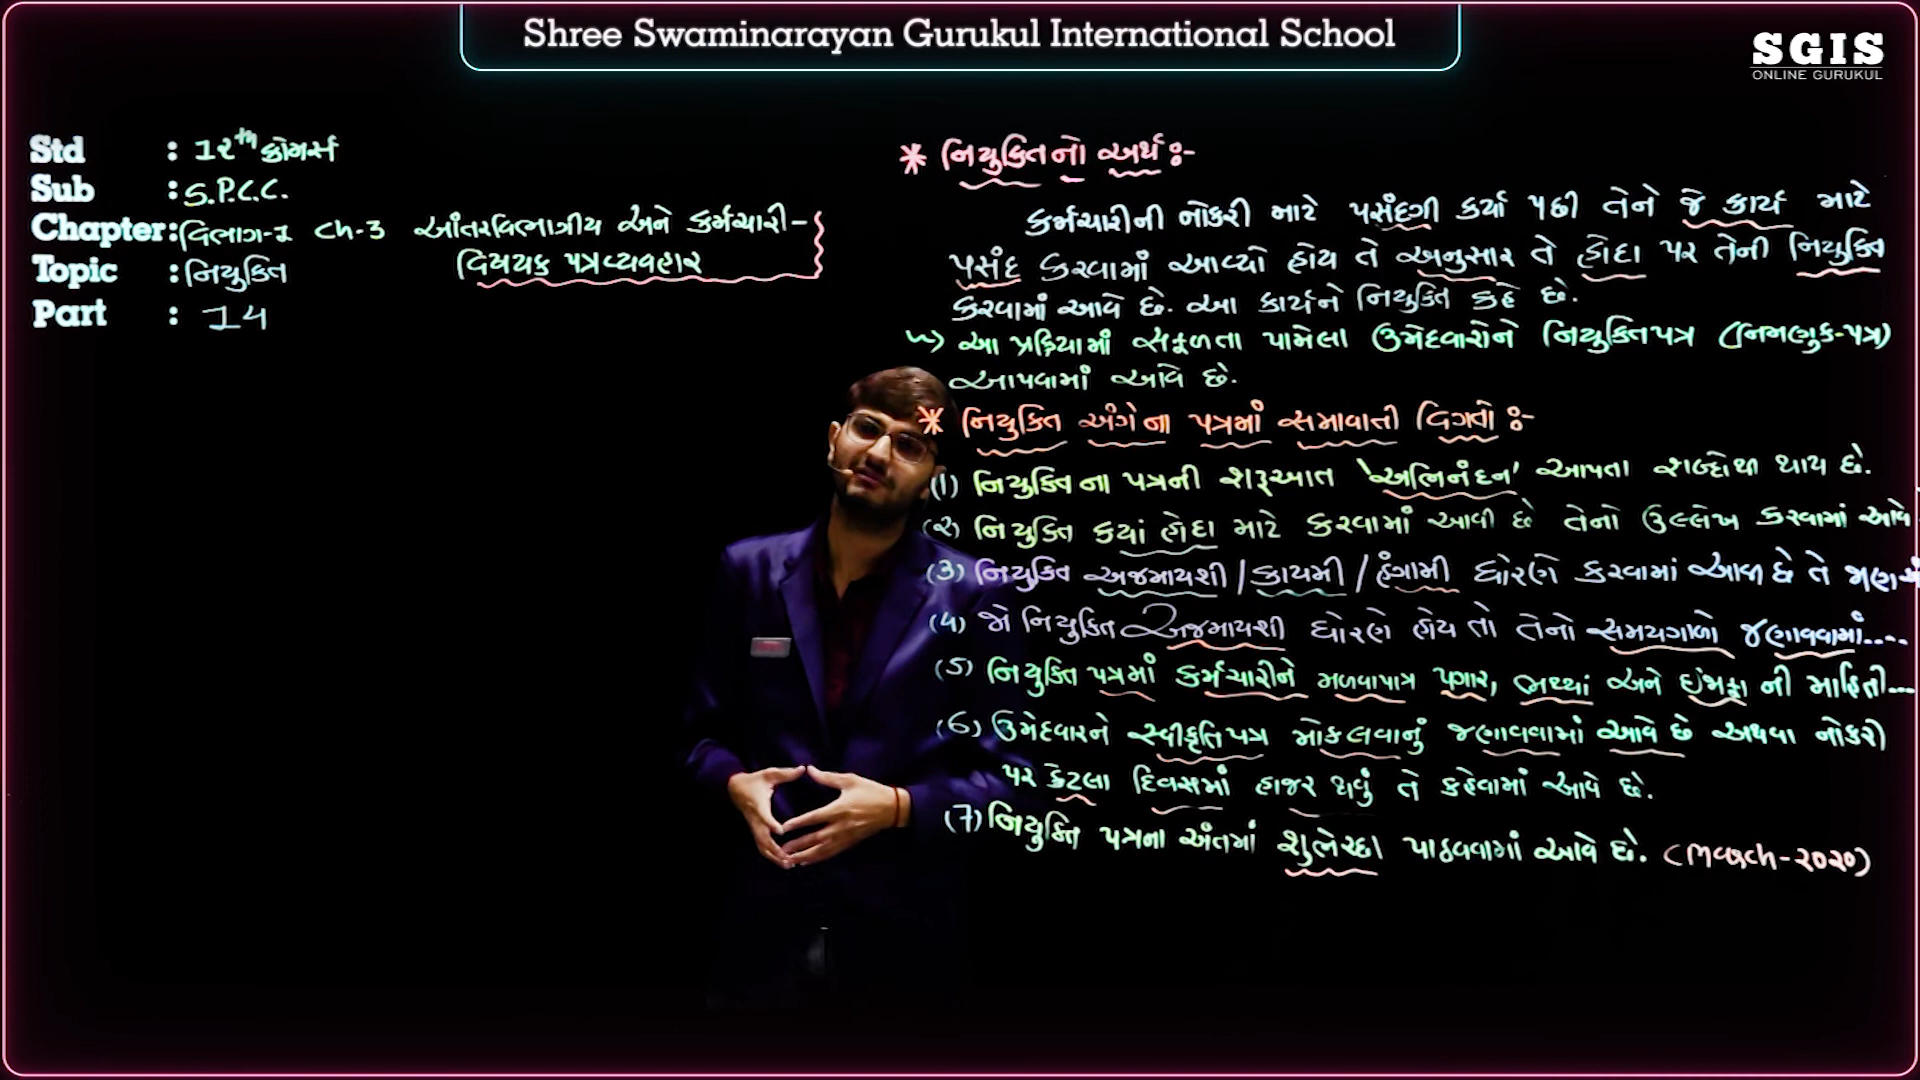 Shree Swaminarayan Gurukul International School
SGIS
ONLINE GURUKUL
Std : 12th કોમર્સ
Sub : S.P.C.C.
Chapter : વિભાગ-1 Ch-3 આંતરવિભાગીય અને કર્મચારી-
વિષયક પત્રવ્યવહાર
Topic : નિયુક્તિ
Part : 14
* નિયુક્તિનો અર્થ :-
કર્મચારીની નોકરી માટે પસંદગી કર્યા પછી તેને જે કાર્ય માટે
પસંદ કરવામાં આવ્યો હોય તે અનુસાર તે હોદા પર તેની નિયુક્તિ
કરવામાં આવે છે. આ કાર્યને નિયુક્તિ કહે છે.
આ પ્રક્રિયામાં સફળતા પામેલા ઉમેદવારોને નિયુક્તિપત્ર (નિમણુક-પત્ર)
આપવામાં આવે છે.
* નિયુક્તિ અંગેના પત્રમાં સમાવાતી વિગતો :-
(1) નિયુક્તિના પત્રની શરૂઆત 'અભિનંદન' આપતા શબ્દોથી થાય છે.
(2) નિયુક્તિ કયાં હોદા માટે કરવામાં આવી છે તેનો ઉલ્લેખ કરવામાં આવે
(3) નિયુક્તિ અજમાયશી / કાયમી / હંગામી ધોરણે કરવામાં આવી છે તે
(4) જો નિયુક્તિ અજમાયશી ધોરણે હોય તો તેનો સમયગાળો જણાવવામાં....
(5) નિયુક્તિ પત્રમાં કર્મચારીને મળવાપાત્ર પગાર, ભથ્થાં અને ઈજાફા ની માહિતી...
(6) ઉમેદવારને સ્વીકૃતિપત્ર મોકલવાનું જણાવવામાં આવે છે અથવા નોકરી
પર કેટલા દિવસમાં હાજર થવું તે કહેવામાં આવે છે.
(7) નિયુક્તિ પત્રના અંતમાં શુભેચ્છા પાઠવવામાં આવે છે. (March-2020)